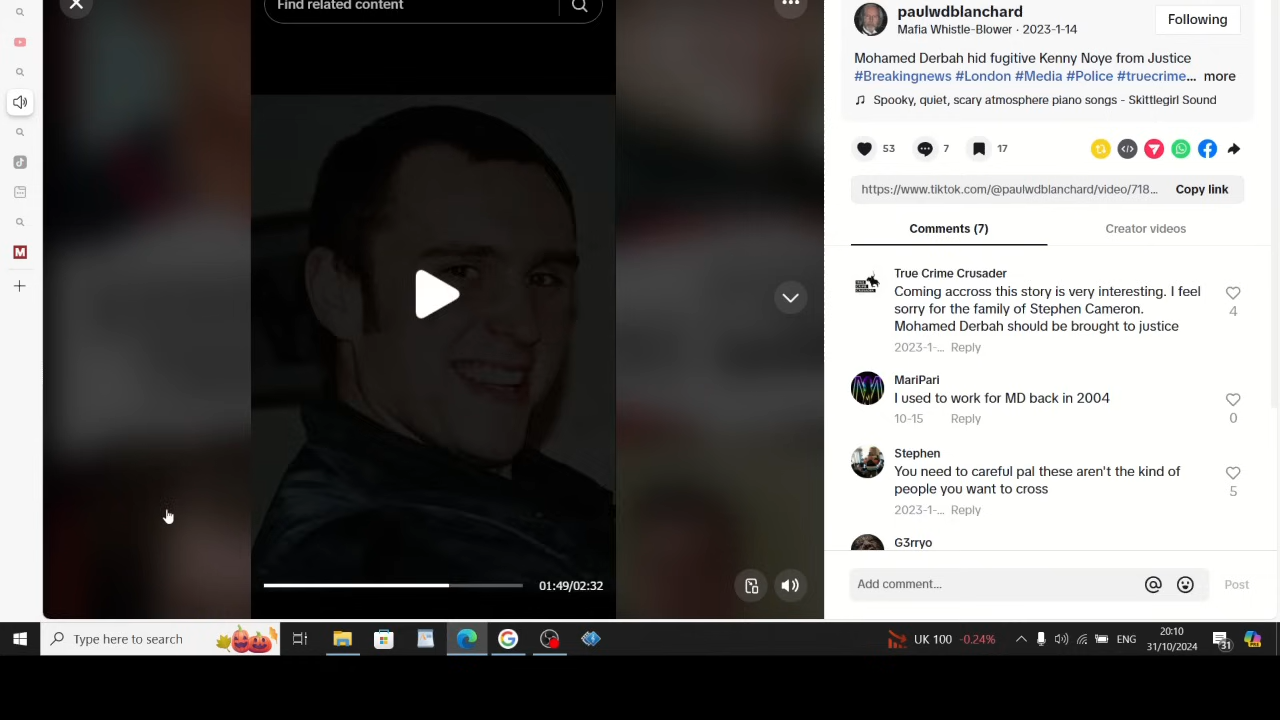 Find related content
01:49/02:32
paulwdblanchard
Mafia Whistle-Blower · 2023-1-14
Following
Mohamed Derbah hid fugitive Kenny Noye from Justice
#Breakingnews #London #Media #Police #truecrime... more
Spooky, quiet, scary atmosphere piano songs - Skittlegirl Sound
53
7
17
https://www.tiktok.com/@paulwdblanchard/video/718...
Copy link
Comments (7)
Creator videos
True Crime Crusader
Coming accross this story is very interesting. I feel
sorry for the family of Stephen Cameron.
Mohamed Derbah should be brought to justice
4
2023-1-... Reply
MariPari
I used to work for MD back in 2004
0
10-15 Reply
Stephen
You need to careful pal these aren't the kind of
people you want to cross
5
2023-1-... Reply
G3rryo
Add comment...
Post
M
Type here to search
UK 100 -0.24%
ENG
20:10
31/10/2024
31